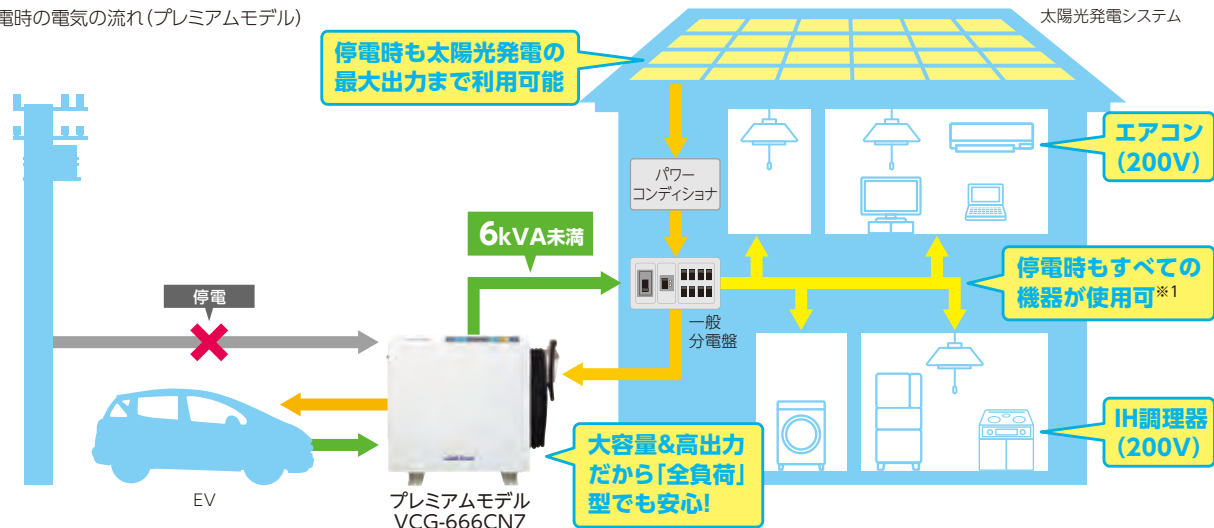 電時の電気の流れ(プレミアムモデル)
太陽光発電システム
停電時も太陽光発電の
最大出力まで利用可能
エアコン
(200V)
パワー
コンディショナ
6kVA未満
停電時もすべての
機器が使用可※1
停電
一般
分電盤
IH調理器
(200V)
大容量&高出力
だから「全負荷」
型でも安心!
EV
プレミアムモデル
VCG-666CN7